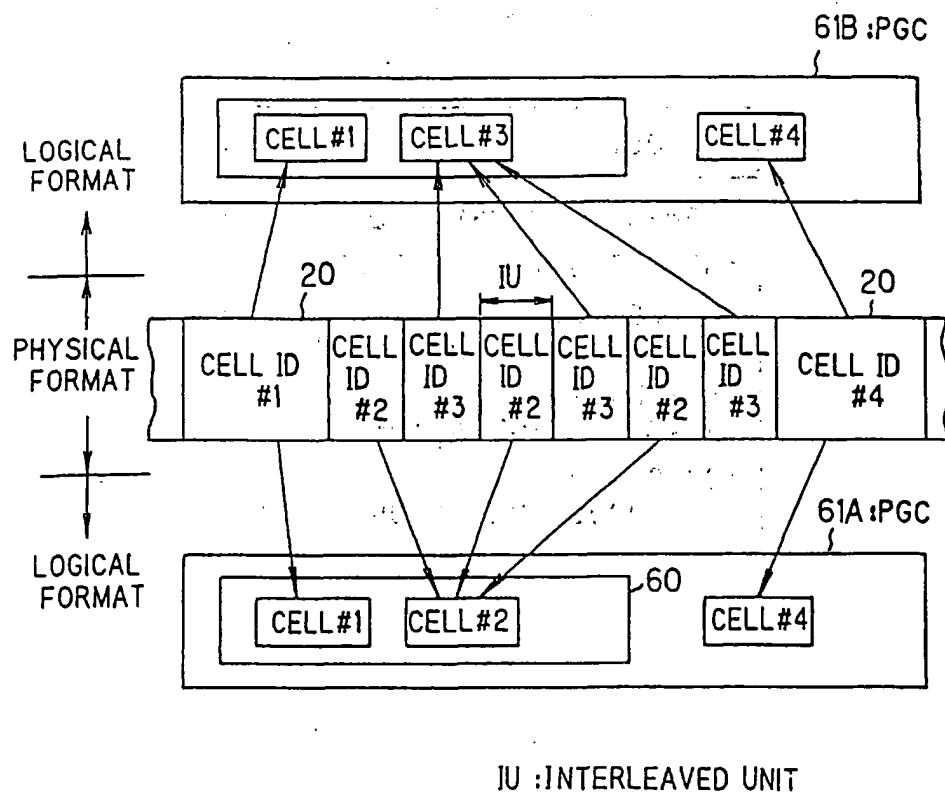 61B :PGC
CELL#1
CELL#3
CELL#4
LOGICAL
FORMAT
20
IU
20
PHYSICAL
FORMAT
CELL ID
#1
CELL
ID
#2
CELL
ID
#3
CELL
ID
#2
CELL
ID
#3
CELL
ID
#2
CELL
ID
#3
CELL ID
#4
61A :PGC
LOGICAL
FORMAT
60
CELL#1
CELL#2
CELL#4
IU :INTERLEAVED UNIT